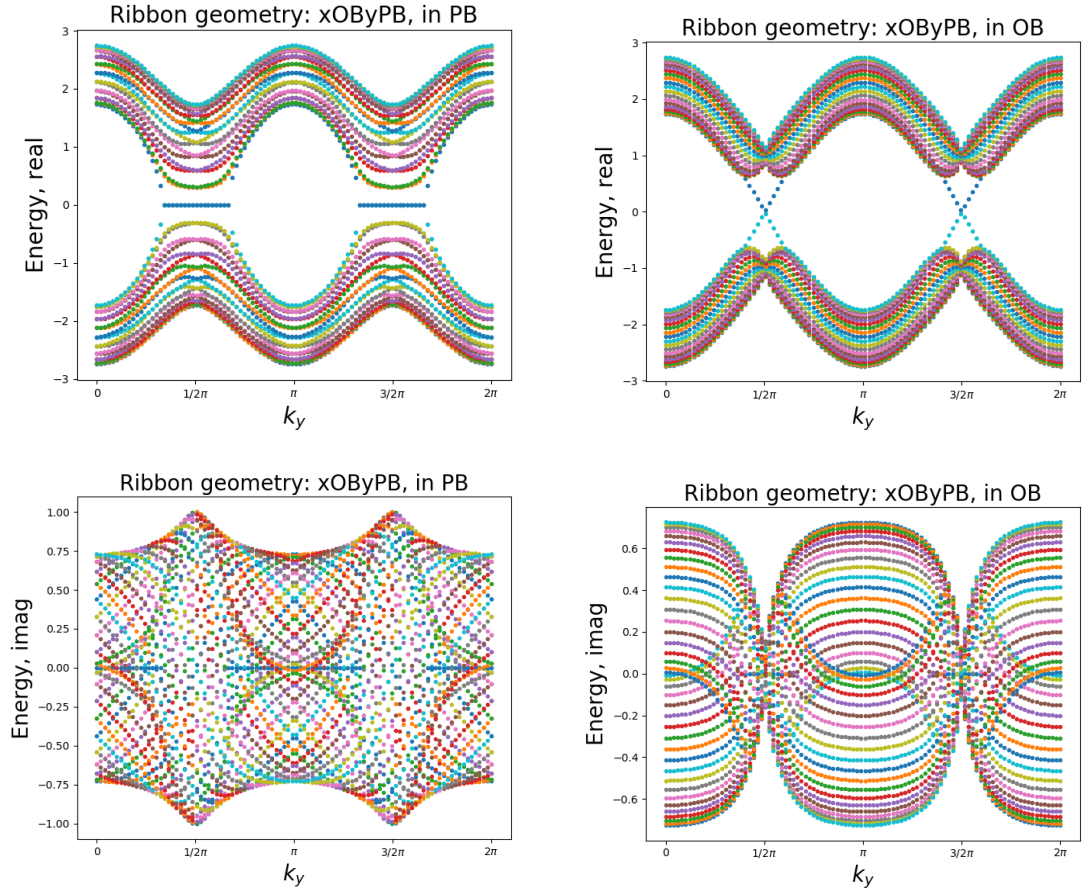 Ribbon geometry: xOByPB, in PB
3
2
1
0
−1
−2
−3
Energy, real
0
1/2π
π
3/2π
2π
k_y
Ribbon geometry: xOByPB, in OB
3
2
1
0
−1
−2
−3
Energy, real
0
1/2π
π
3/2π
2π
k_y
Ribbon geometry: xOByPB, in PB
1.00
0.75
0.50
0.25
0.00
−0.25
−0.50
−0.75
−1.00
Energy, imag
0
1/2π
π
3/2π
2π
k_y
Ribbon geometry: xOByPB, in OB
0.6
0.4
0.2
0.0
−0.2
−0.4
−0.6
Energy, imag
0
1/2π
π
3/2π
2π
k_y